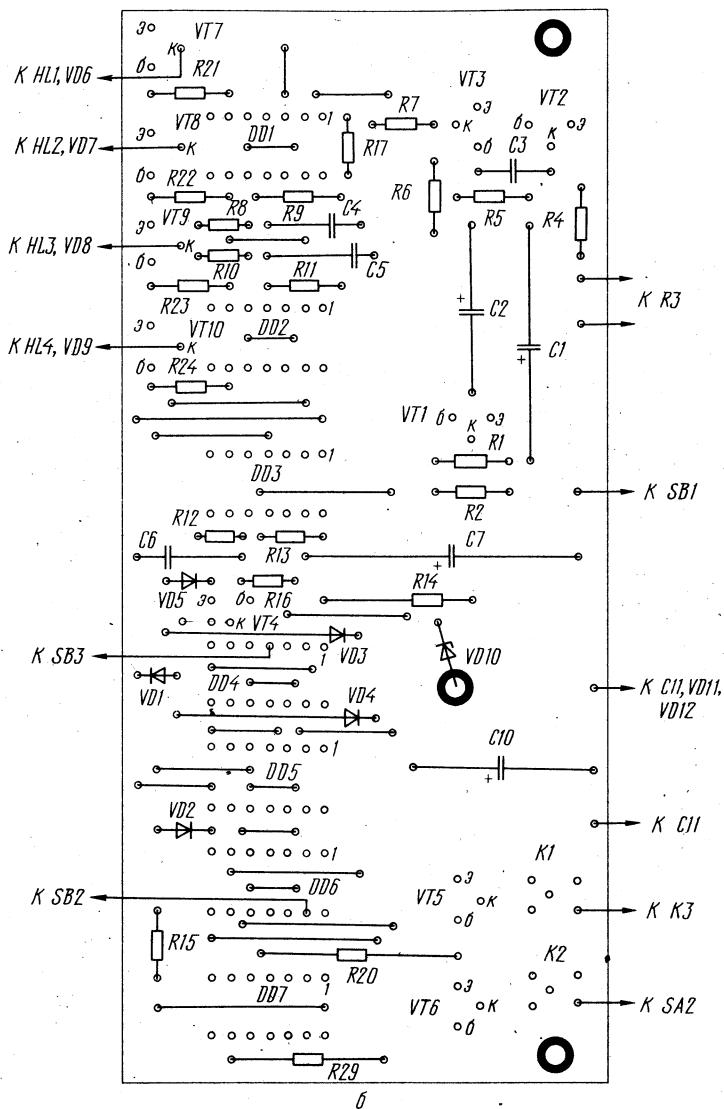 э VT7
К HL1, VD6
к
б R21
VT3
э
R7
VT2
б э
к
VT8 1
э
DD1
R17
К HL2, VD7
к
б
C3
б
R22 R9
R6
R5
R4
VT9 R8 C4
э
К HL3, VD8
к
б
R10 R11 C5
R23
1
К R3
C2
C1
+
+
э VT10 DD2
К HL4, VD9
к
б R24
VT1 б э
к
R1
1
DD3
R2
К SB1
R12
C6 R13 C7
+
VD5 R16 R14
э б
к VT4
VD3
VD10
К SB3
1
VD1 DD4
VD4
К C11, VD11,
VD12
C10
+
1
DD5
VD2
К C11
1
K1
DD6
VT5 э
к
б
К SB2
К K3
R15
R20
K2
DD7 1
э
VT6 к
б
К SA2
R29
б